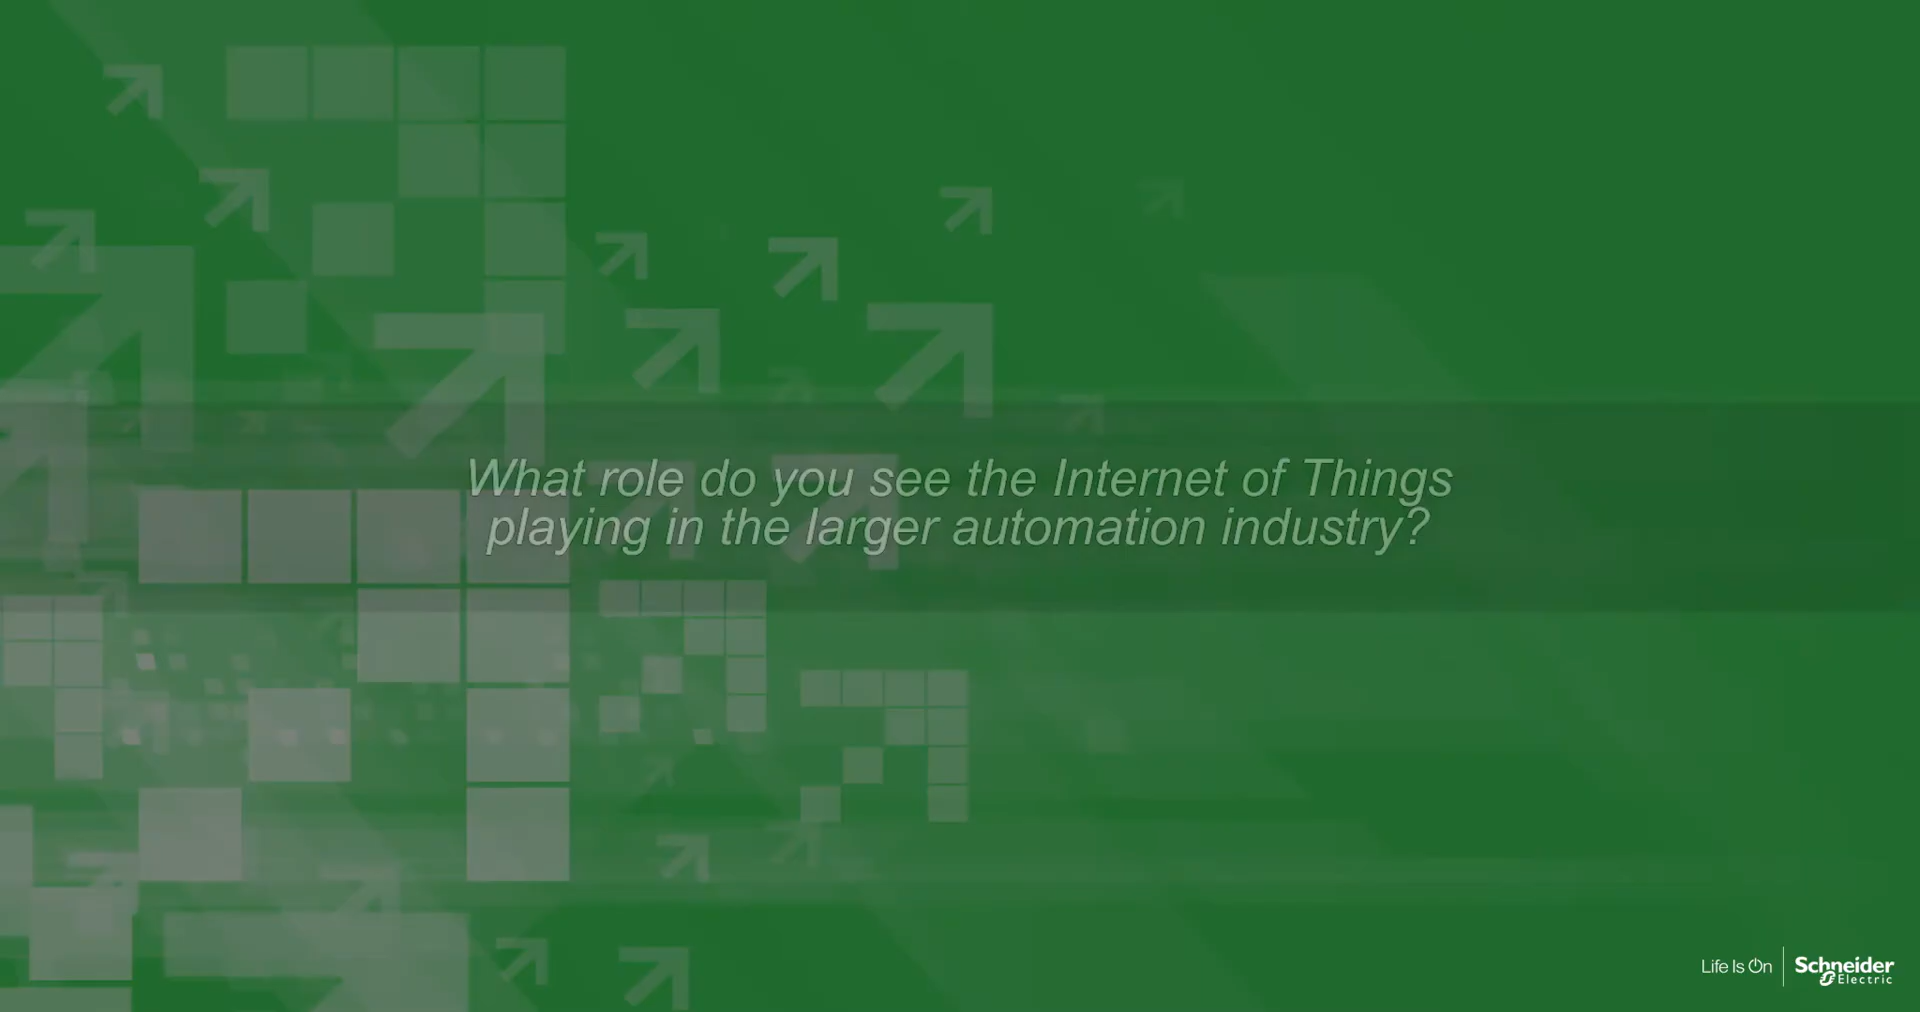 What role do you see the Internet of Things
playing in the larger automation industry?
Life Is On
Schneider
Electric